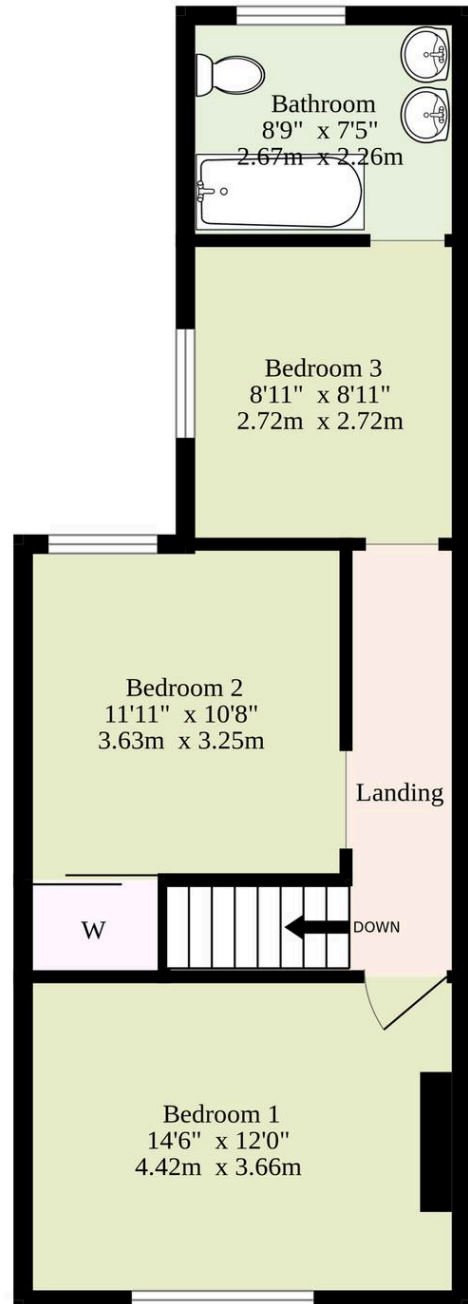 Bathroom
8'9" x 7'5"
2.67m x 2.26m
Bedroom 3
8'11" x 8'11"
2.72m x 2.72m
Bedroom 2
11'11" x 10'8"
3.63m x 3.25m
Landing
W
DOWN
Bedroom 1
14'6" x 12'0"
4.42m x 3.66m